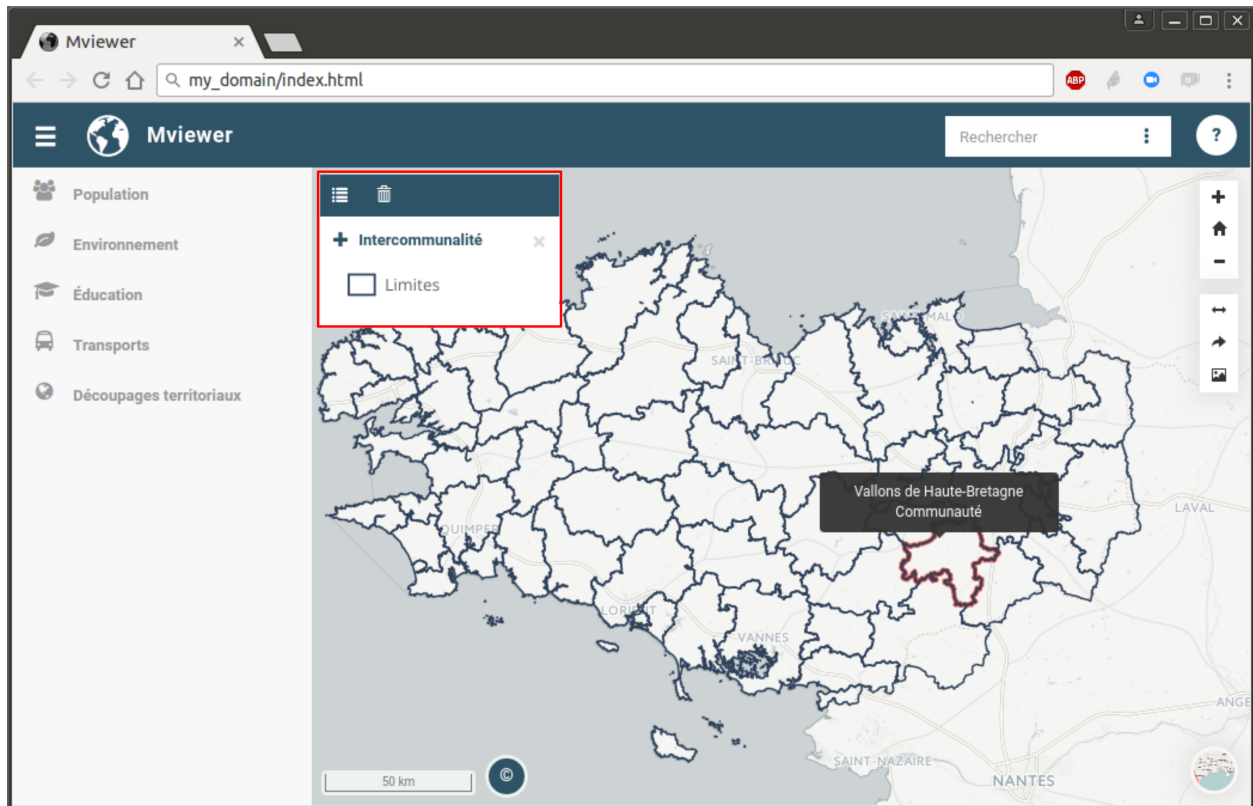 Mviewer
my_domain/index.html
ABP
Mviewer
Rechercher
?
Population
Environnement
Éducation
Transports
Découpages territoriaux
Intercommunalité
Limites
SAINT-MALO
SAINT-BRIEUC
Vallons de Haute-Bretagne
Communauté
LAVAL
QUIMPER
LORIENT
VANNES
ANGE
SAINT-NAZAIRE
NANTES
50 km
©